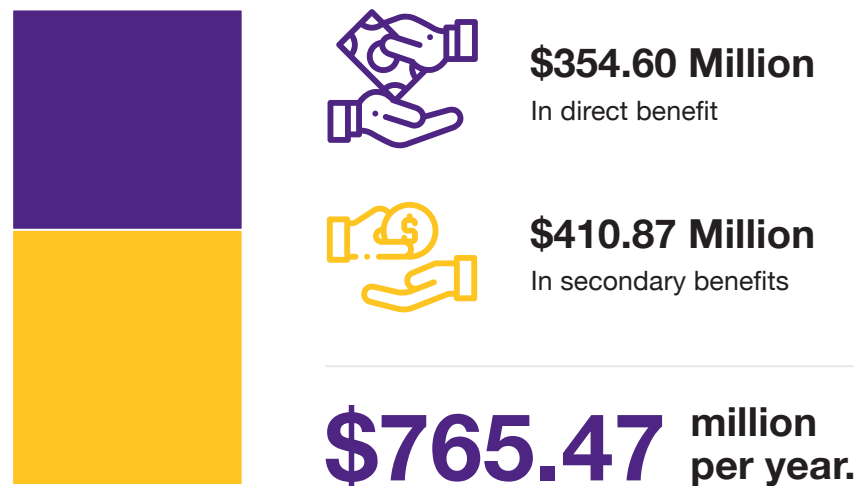 $354.60 Million
In direct benefit
$
$410.87 Million
In secondary benefits
$765.47 million
per year.